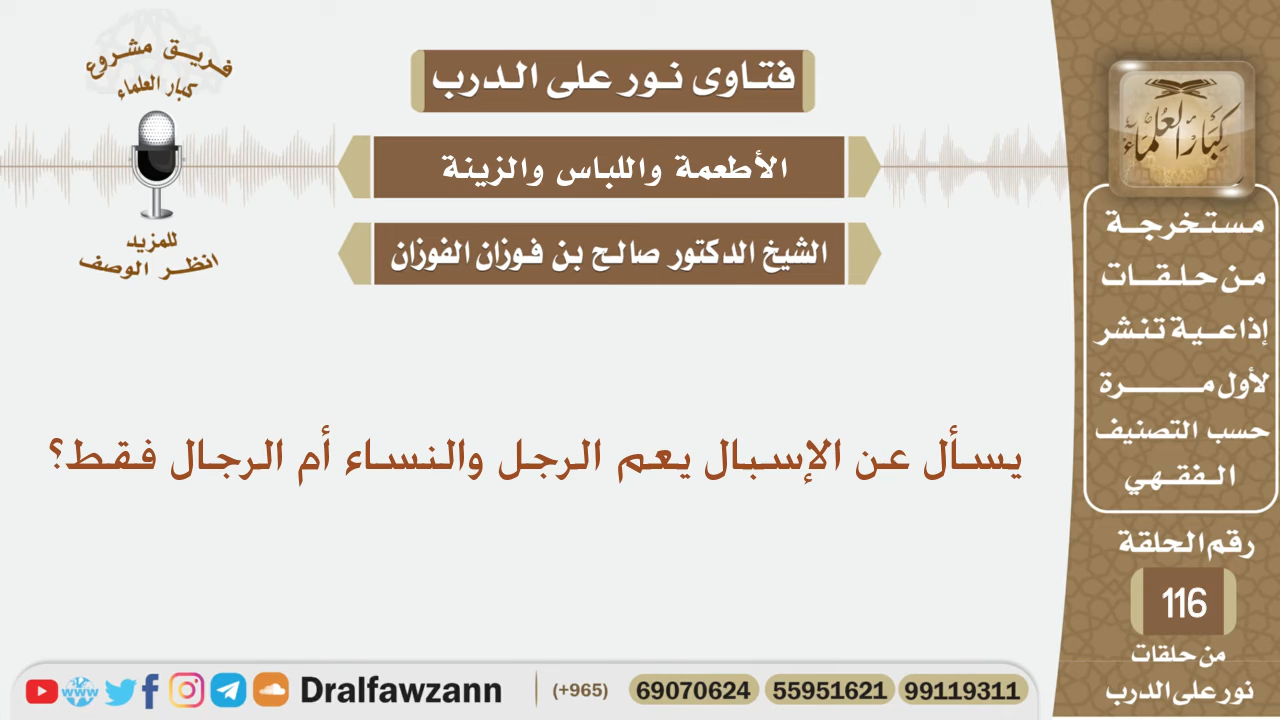 فتاوى نور على الدرب
الأطعمة واللباس والزينة
الشيخ الدكتور صالح بن فوزان الفوزان
فريق مشروع
كبار العلماء
للمزيد
انظر الوصف
كبار العلماء
مستخرجة
من حلقات
إذاعية تنشر
لأول مرة
حسب التصنيف
الفقهي
رقم الحلقة
116
من حلقات
نور على الدرب
يسأل عن الإسبال يعم الرجل والنساء أم الرجال فقط؟
www Dralfawzann (+965) 69070624 55951621 99119311